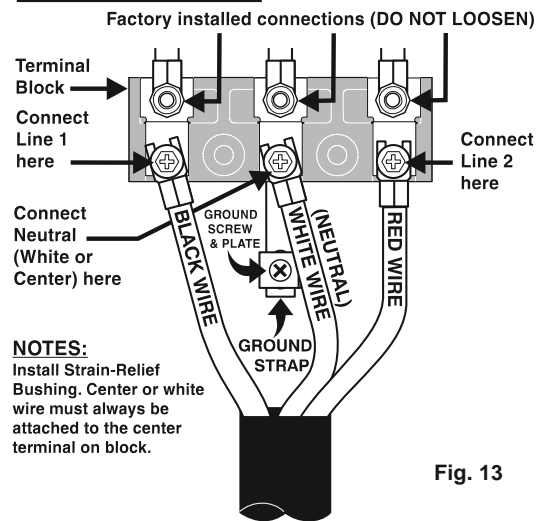 Factory installed connections (DO NOT LOOSEN)
Terminal
Block
Connect
Line 1
here
Connect
Line 2
here
Connect
Neutral
(White or
Center) here
GROUND
SCREW
& PLATE
BLACK WIRE
WHITE WIRE
(NEUTRAL)
RED WIRE
GROUND
STRAP
NOTES:
Install Strain-Relief
Bushing. Center or white
wire must always be
attached to the center
terminal on block.
Fig. 13